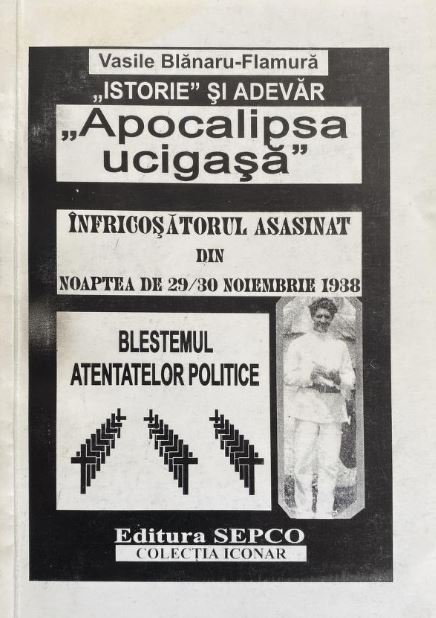 Vasile Blănaru-Flamură
„ISTORIE” ŞI ADEVĂR
„Apocalipsa
ucigaşă”
ÎNFRICOŞĂTORUL ASASINAT
DIN
NOAPTEA DE 29/30 NOIEMBRIE 1938
BLESTEMUL
ATENTATELOR POLITICE
Editura SEPCO
COLECŢIA ICONAR